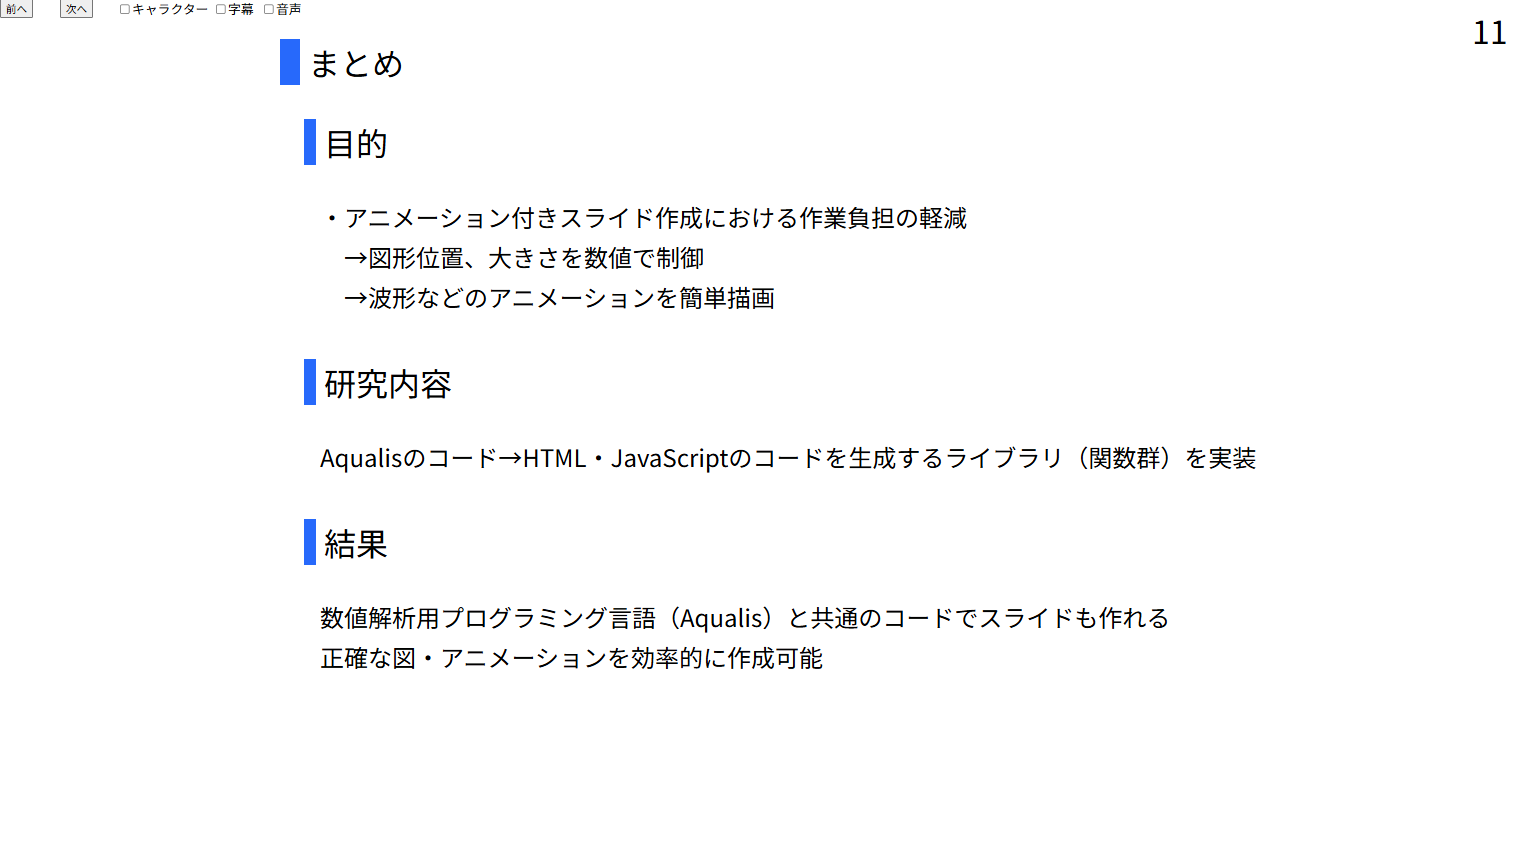 前へ 次へ キャラクター 字幕 音声
11
まとめ
目的
・アニメーション付きスライド作成における作業負担の軽減
→図形位置、大きさを数値で制御
→波形などのアニメーションを簡単描画
研究内容
Aqualisのコード→HTML・JavaScriptのコードを生成するライブラリ（関数群）を実装
結果
数値解析用プログラミング言語（Aqualis）と共通のコードでスライドも作れる
正確な図・アニメーションを効率的に作成可能